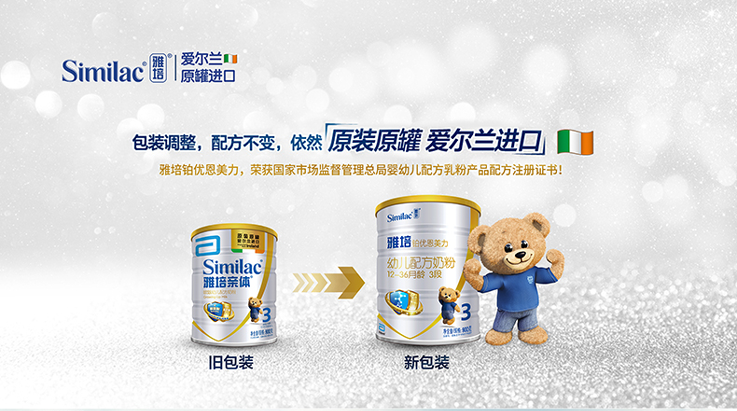 Similac® 雅培® 爱尔兰
原罐进口
包装调整，配方不变，依然 原装原罐 爱尔兰进口
雅培铂优恩美力，荣获国家市场监督管理总局婴幼儿配方乳粉产品配方注册证书！
Similac
雅培亲体
3
旧包装
Similac 雅培
雅培 铂优恩美力
幼儿配方奶粉
12-36月龄 3段
3
新包装